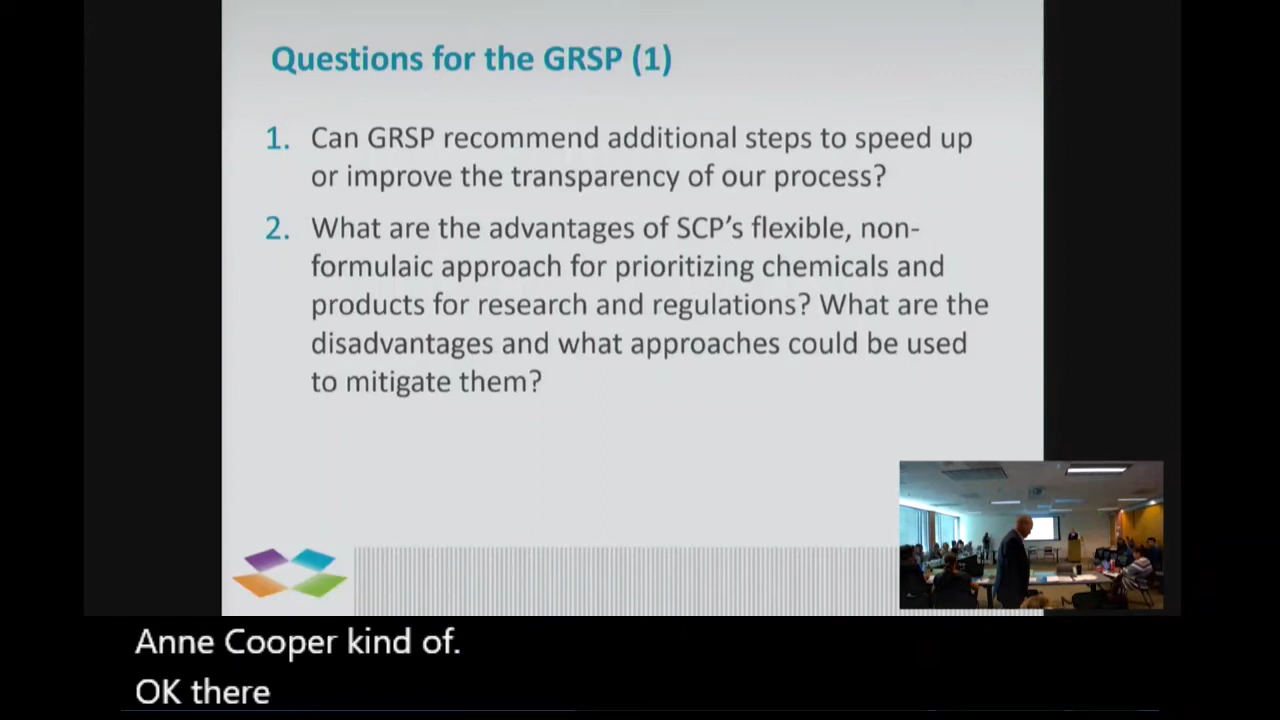 Questions for the GRSP (1)
1. Can GRSP recommend additional steps to speed up
or improve the transparency of our process?
2. What are the advantages of SCP’s flexible, non-
formulaic approach for prioritizing chemicals and
products for research and regulations? What are the
disadvantages and what approaches could be used
to mitigate them?
Anne Cooper kind of.
OK there